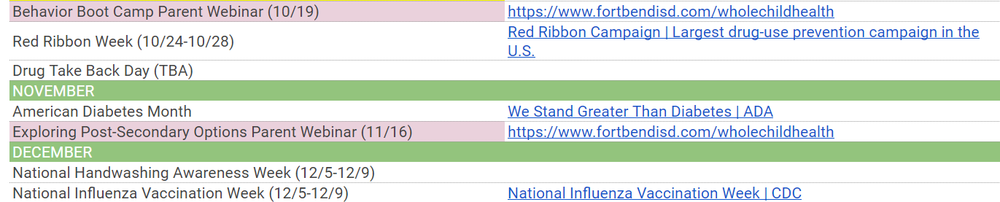 Behavior Boot Camp Parent Webinar (10/19) https://www.fortbendisd.com/wholechildhealth
Red Ribbon Week (10/24-10/28) Red Ribbon Campaign | Largest drug-use prevention campaign in the
U.S.
Drug Take Back Day (TBA)
NOVEMBER
American Diabetes Month We Stand Greater Than Diabetes | ADA
Exploring Post-Secondary Options Parent Webinar (11/16) https://www.fortbendisd.com/wholechildhealth
DECEMBER
National Handwashing Awareness Week (12/5-12/9)
National Influenza Vaccination Week (12/5-12/9) National Influenza Vaccination Week | CDC